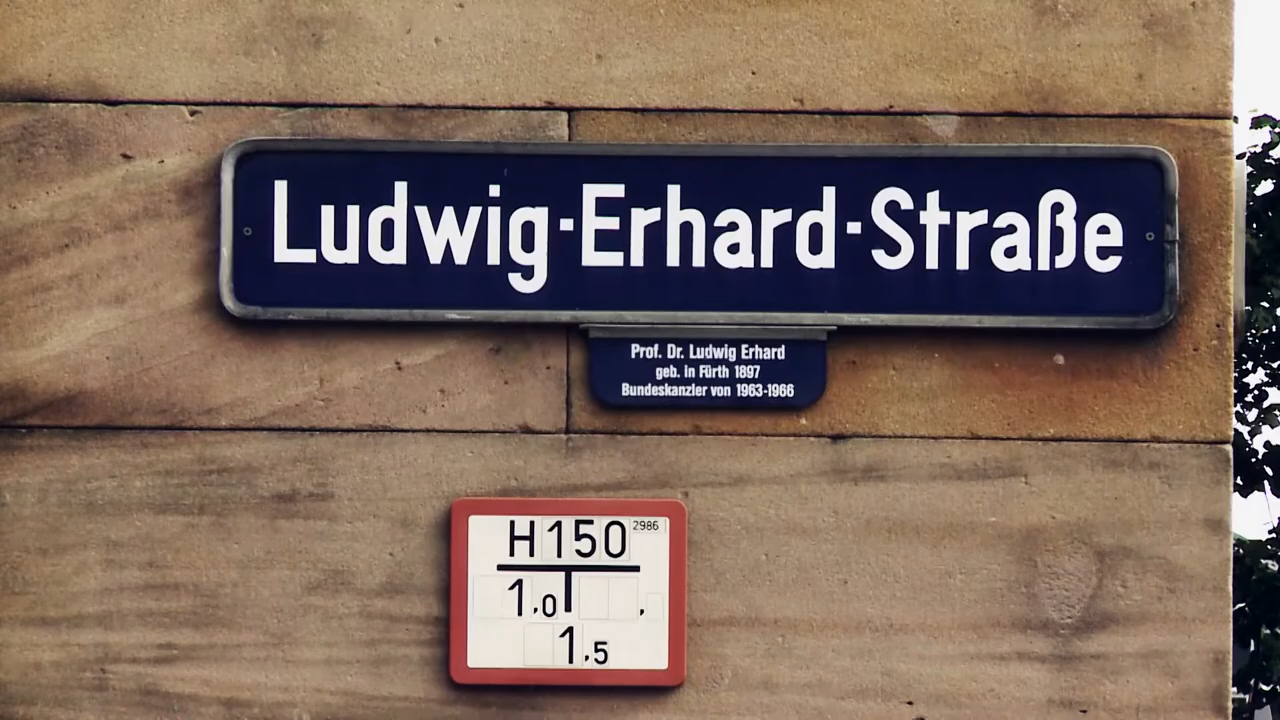 Ludwig-Erhard-Straße
Prof. Dr. Ludwig Erhard
geb. in Fürth 1897
Bundeskanzler von 1963-1966
H150 2986
1,0 ,
1,5